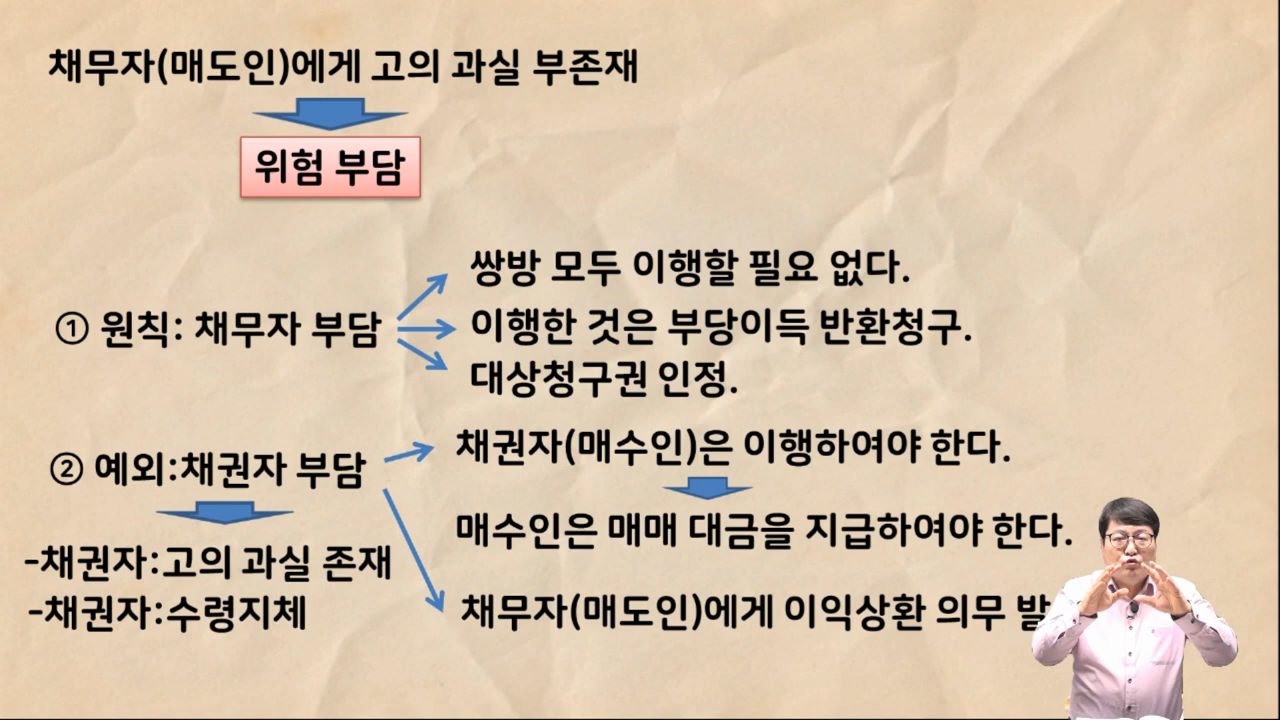 채무자(매도인)에게 고의 과실 부존재
위험 부담
① 원칙: 채무자 부담
쌍방 모두 이행할 필요 없다.
이행한 것은 부당이득 반환청구.
대상청구권 인정.
② 예외:채권자 부담
-채권자:고의 과실 존재
-채권자:수령지체
채권자(매수인)은 이행하여야 한다.
매수인은 매매 대금을 지급하여야 한다.
채무자(매도인)에게 이익상환 의무